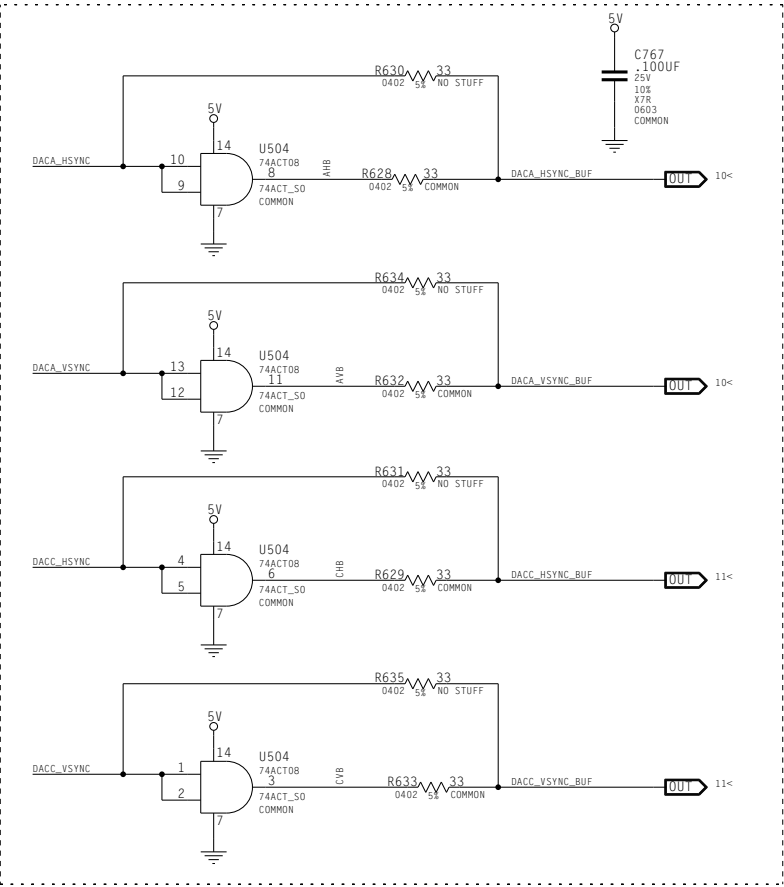 5V
C767
.100UF
25V
10%
X7R
0603
COMMON
R630 33
0402 5% NO STUFF
5V
14
U504
74ACT08
DACA_HSYNC 10 8 AHB R628 33 DACA_HSYNC_BUF OUT 10<
0402 5% COMMON
9
74ACT_SO
COMMON
7
R634 33
0402 5% NO STUFF
5V
14
U504
74ACT08
DACA_VSYNC 13 11 AVB R632 33 DACA_VSYNC_BUF OUT 10<
0402 5% COMMON
12
74ACT_SO
COMMON
7
R631 33
0402 5% NO STUFF
5V
14
U504
74ACT08
DACC_HSYNC 4 6 CHB R629 33 DACC_HSYNC_BUF OUT 11<
0402 5% COMMON
5
74ACT_SO
COMMON
7
R635 33
0402 5% NO STUFF
5V
14
U504
74ACT08
DACC_VSYNC 1 3 CVB R633 33 DACC_VSYNC_BUF OUT 11<
0402 5% COMMON
2
74ACT_SO
COMMON
7